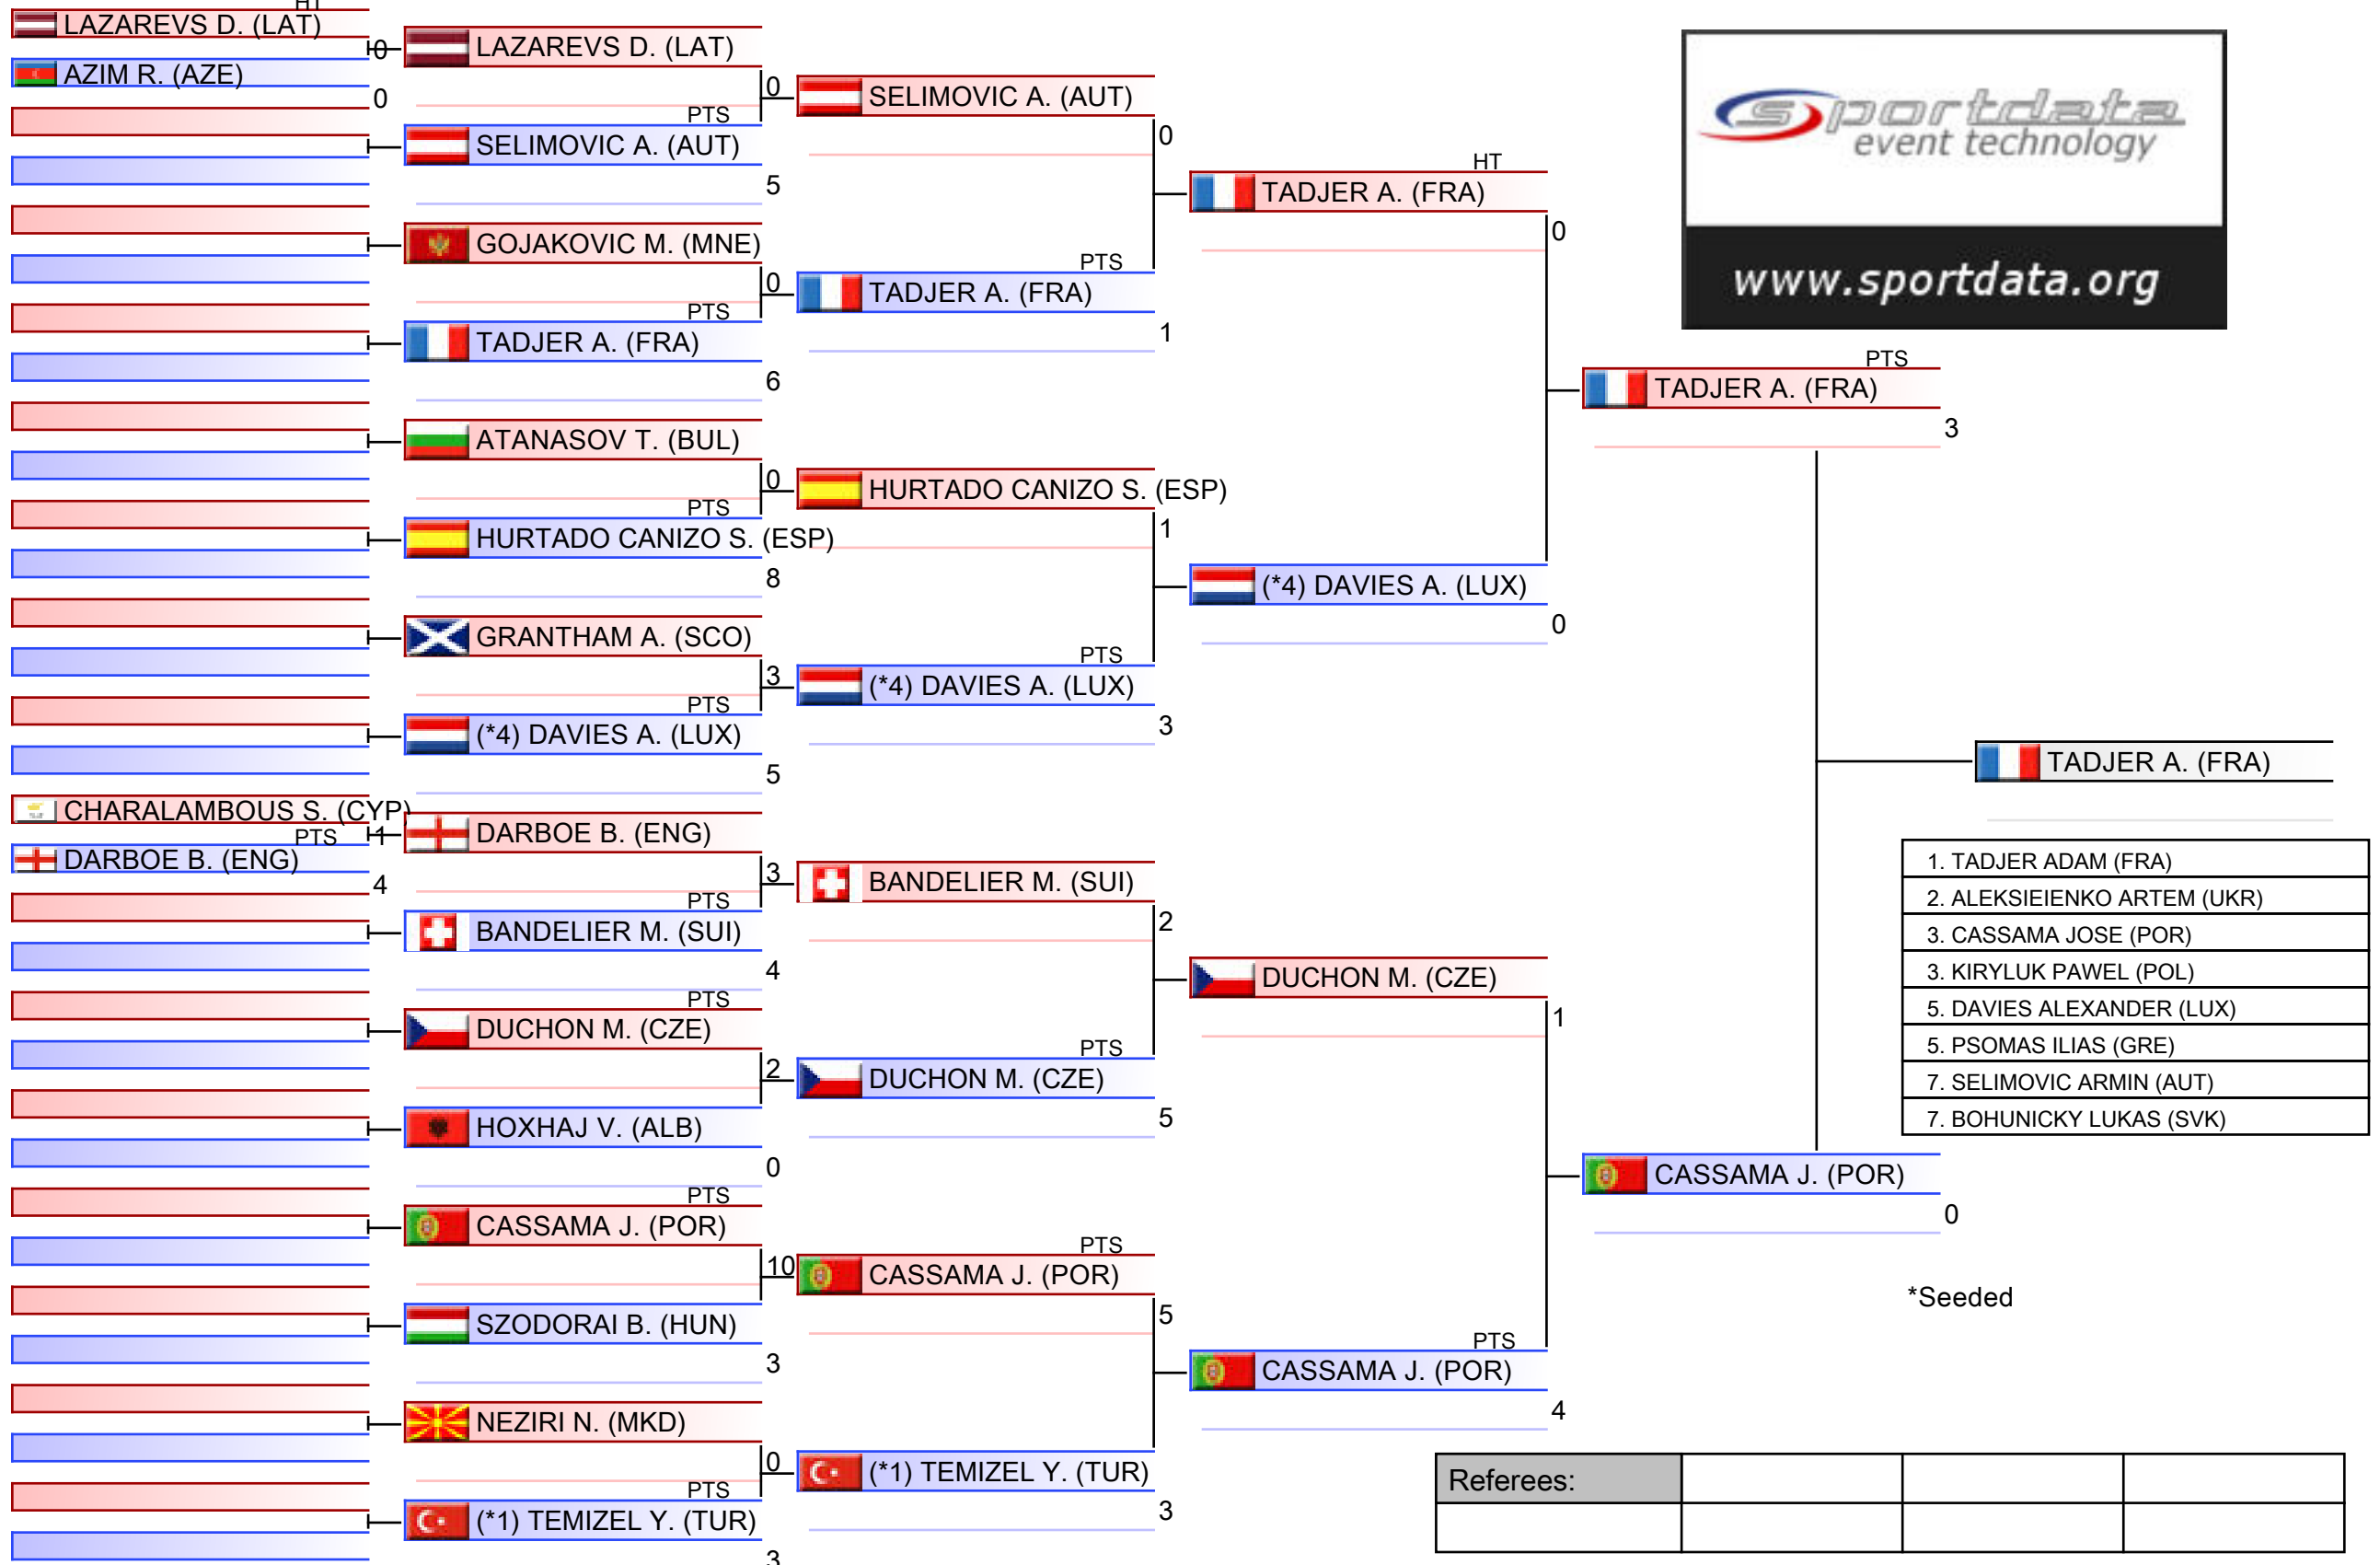 HT
LAZAREVS D. (LAT)
0
AZIM R. (AZE)
0
LAZAREVS D. (LAT)
0
PTS
SELIMOVIC A. (AUT)
5
GOJAKOVIC M. (MNE)
0
PTS
TADJER A. (FRA)
6
ATANASOV T. (BUL)
0
PTS
HURTADO CANIZO S. (ESP)
8
GRANTHAM A. (SCO)
3
PTS
(*4) DAVIES A. (LUX)
5
CHARALAMBOUS S. (CYP)
PTS 1
DARBOE B. (ENG)
4
DARBOE B. (ENG)
3
PTS
BANDELIER M. (SUI)
4
PTS
DUCHON M. (CZE)
2
HOXHAJ V. (ALB)
0
PTS
CASSAMA J. (POR)
10
SZODORAI B. (HUN)
3
NEZIRI N. (MKD)
0
PTS
(*1) TEMIZEL Y. (TUR)
3
SELIMOVIC A. (AUT)
0
PTS
TADJER A. (FRA)
1
HURTADO CANIZO S. (ESP)
1
PTS
(*4) DAVIES A. (LUX)
3
BANDELIER M. (SUI)
2
PTS
DUCHON M. (CZE)
5
PTS
CASSAMA J. (POR)
5
(*1) TEMIZEL Y. (TUR)
3
HT
TADJER A. (FRA)
0
(*4) DAVIES A. (LUX)
0
DUCHON M. (CZE)
1
PTS
CASSAMA J. (POR)
4
sportdata
event technology
www.sportdata.org
PTS
TADJER A. (FRA)
3
CASSAMA J. (POR)
0
TADJER A. (FRA)
1. TADJER ADAM (FRA)
2. ALEKSIEIENKO ARTEM (UKR)
3. CASSAMA JOSE (POR)
3. KIRYLUK PAWEL (POL)
5. DAVIES ALEXANDER (LUX)
5. PSOMAS ILIAS (GRE)
7. SELIMOVIC ARMIN (AUT)
7. BOHUNICKY LUKAS (SVK)
*Seeded
Referees: